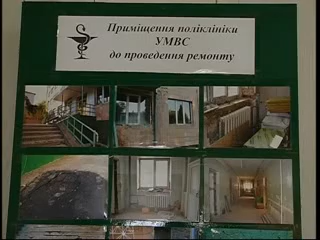 Приміщення поліклініки
УМВС
до проведення ремонту